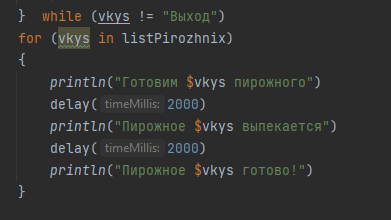 } while (vkys != "Выход")
for (vkys in listPirozhnix)
{
println("Готовим $vkys пирожного")
delay( timeMillis: 2000)
println("Пирожное $vkys выпекается")
delay( timeMillis: 2000)
println("Пирожное $vkys готово!")
}